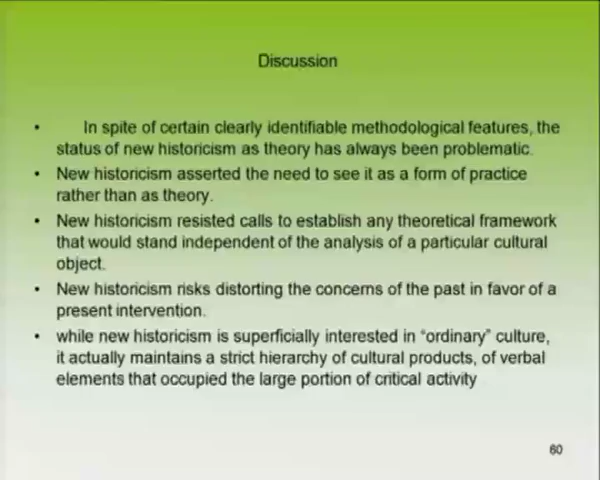 Discussion
• In spite of certain clearly identifiable methodological features, the
status of new historicism as theory has always been problematic.
• New historicism asserted the need to see it as a form of practice
rather than as theory.
• New historicism resisted calls to establish any theoretical framework
that would stand independent of the analysis of a particular cultural
object.
• New historicism risks distorting the concerns of the past in favor of a
present intervention.
• while new historicism is superficially interested in “ordinary” culture,
it actually maintains a strict hierarchy of cultural products, of verbal
elements that occupied the large portion of critical activity
60